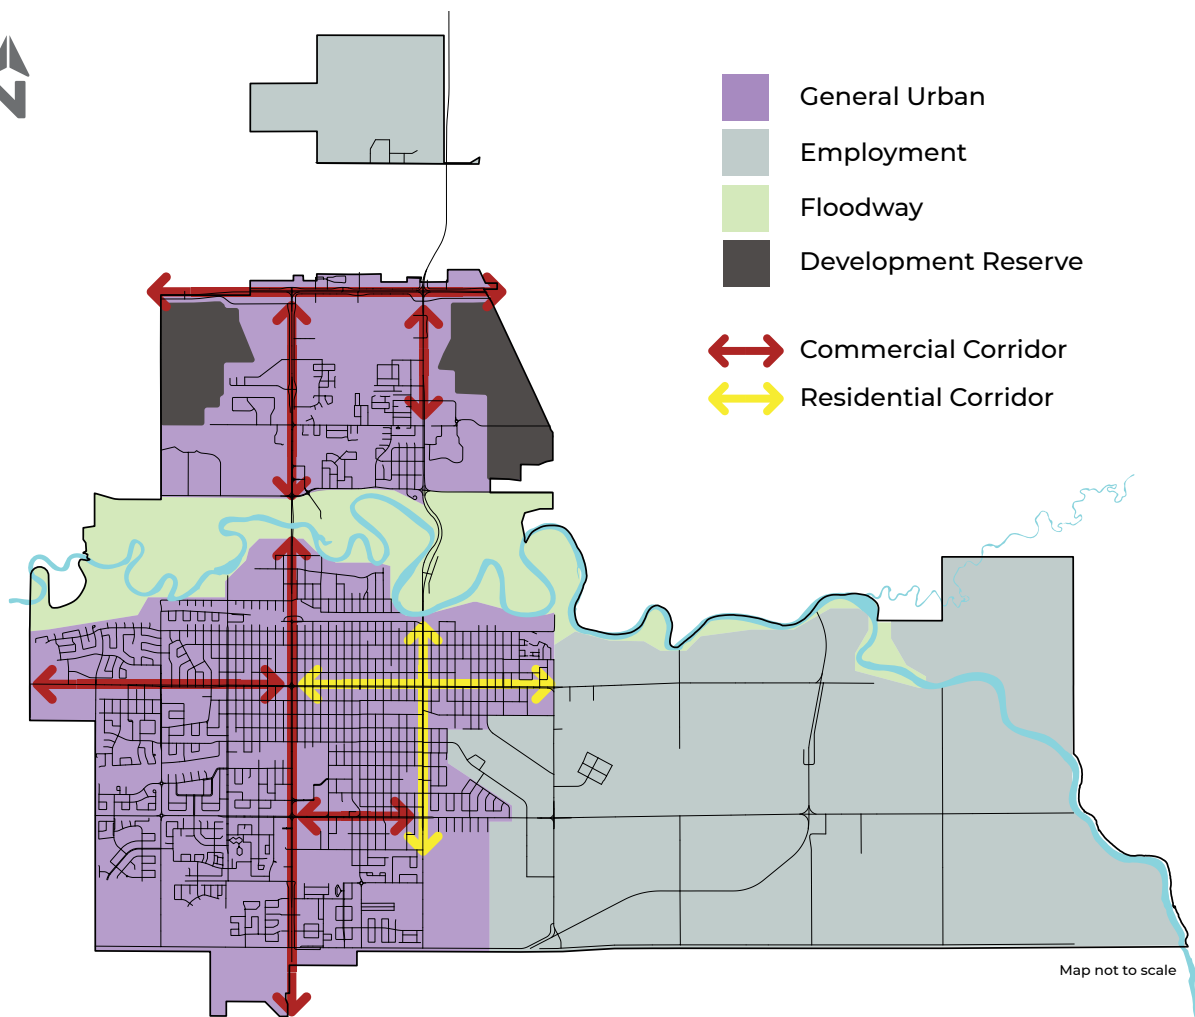 N
General Urban
Employment
Floodway
Development Reserve
Commercial Corridor
Residential Corridor
Map not to scale